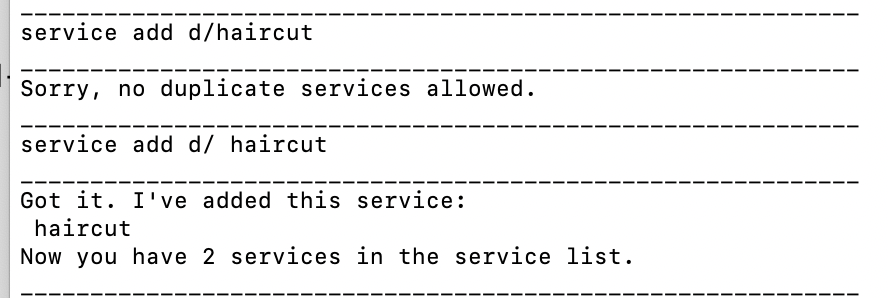 ____________________________________________________________
service add d/haircut
____________________________________________________________
Sorry, no duplicate services allowed.
____________________________________________________________
service add d/ haircut
____________________________________________________________
Got it. I've added this service:
 haircut
Now you have 2 services in the service list.
____________________________________________________________